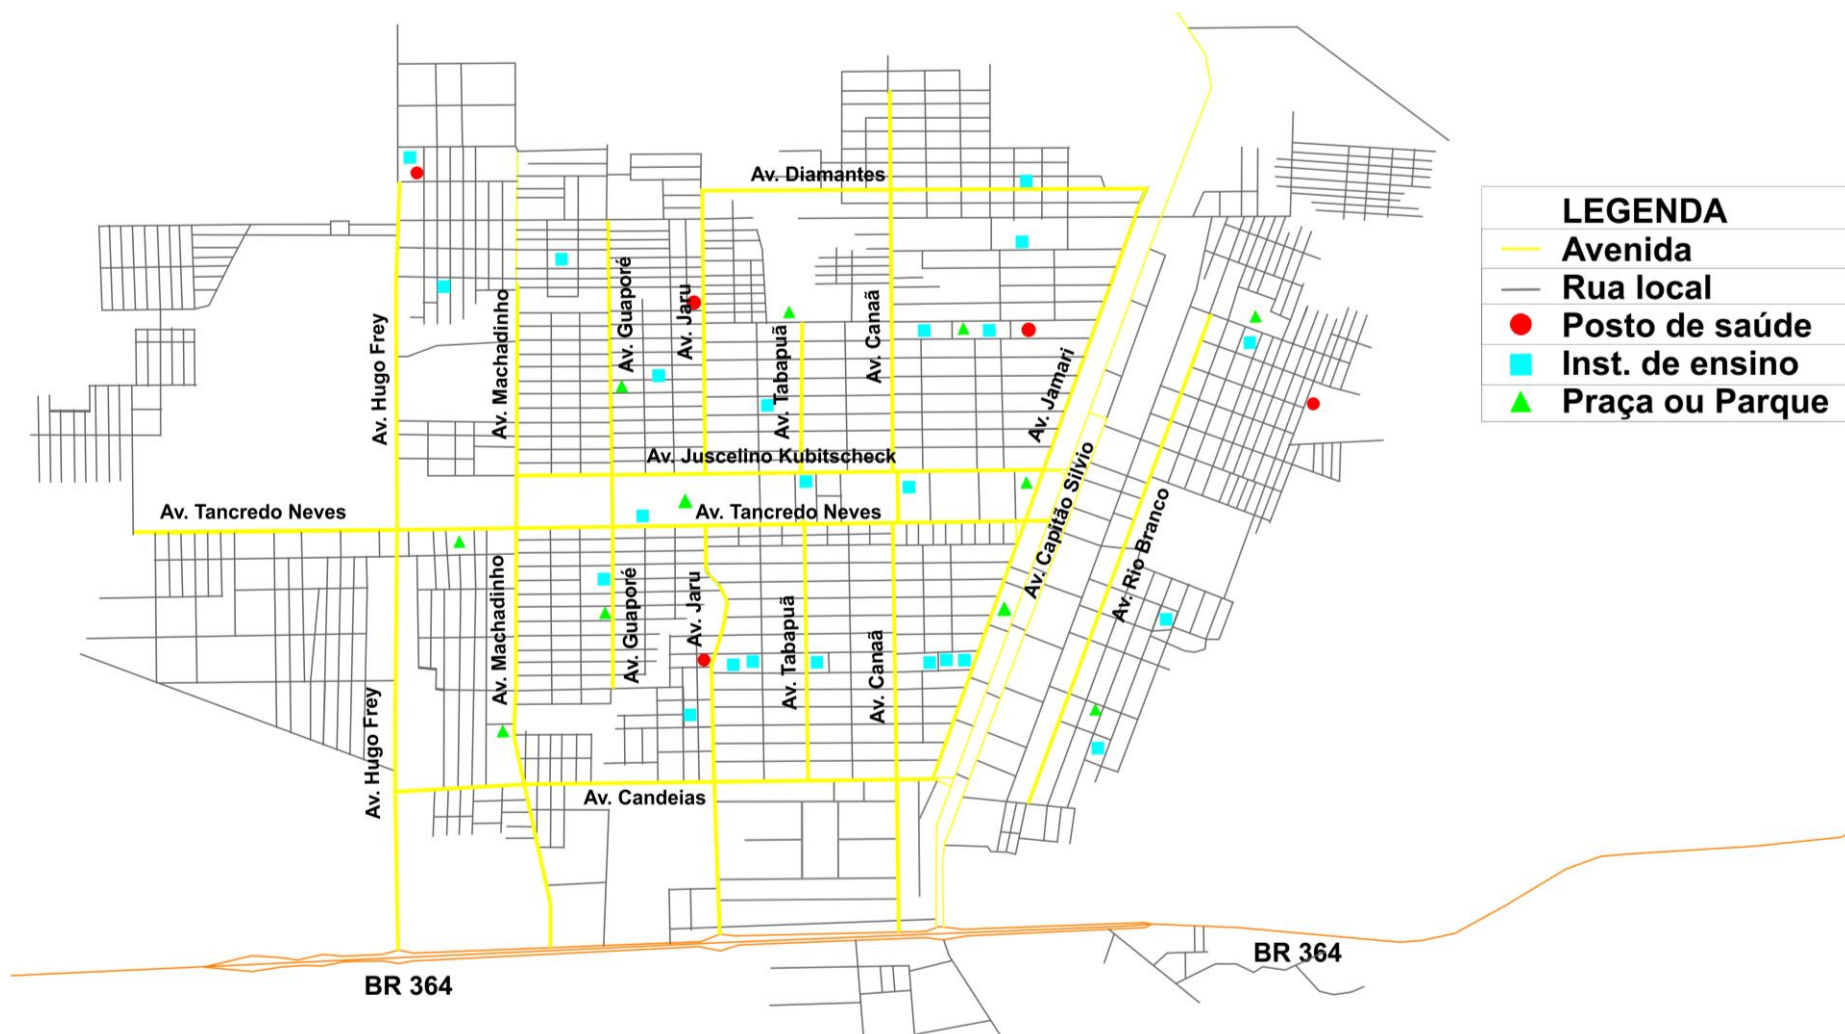 Av. Diamantes
LEGENDA
Avenida
Rua local
Posto de saúde
Inst. de ensino
Praça ou Parque
Av. Hugo Frey
Av. Machadinho
Av. Guaporé
Av. Jaru
Av. Tabapuã
Av. Canaã
Av. Jamari
Av. Juscelino Kubitscheck
Av. Tancredo Neves
Av. Tancredo Neves
Av. Capitão Silvio
Av. Rio Branco
Av. Machadinho
Av. Guaporé
Av. Jaru
Av. Tabapuã
Av. Canaã
Av. Hugo Frey
Av. Candeias
BR 364
BR 364